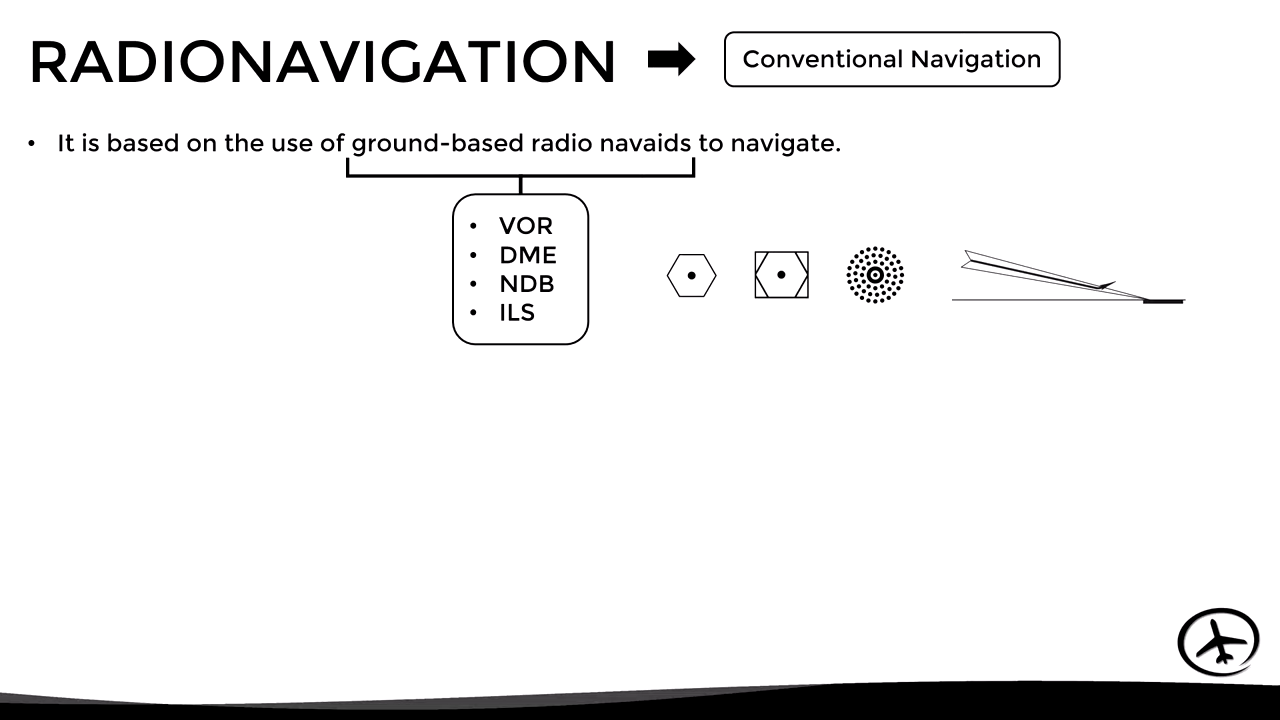 RADIONAVIGATION
Conventional Navigation
• It is based on the use of ground-based radio navaids to navigate.
• VOR
• DME
• NDB
• ILS